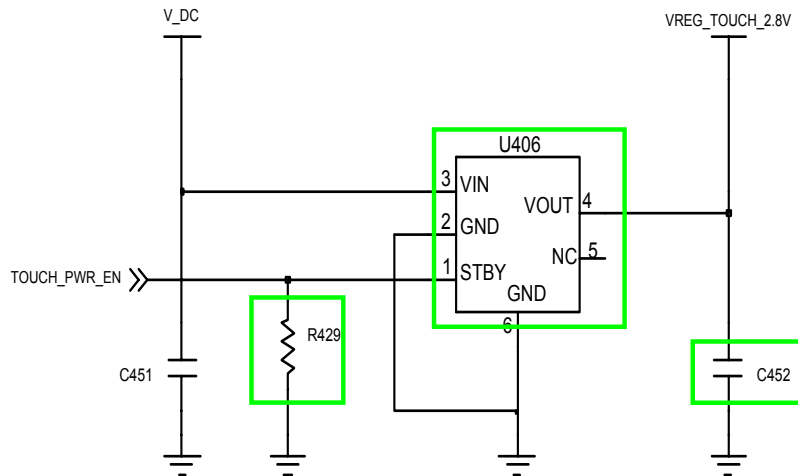 V_DC
VREG_TOUCH_2.8V
U406
3 VIN
2 GND
VOUT 4
NC 5
1 STBY
GND
6
TOUCH_PWR_EN
R429
C451
C452